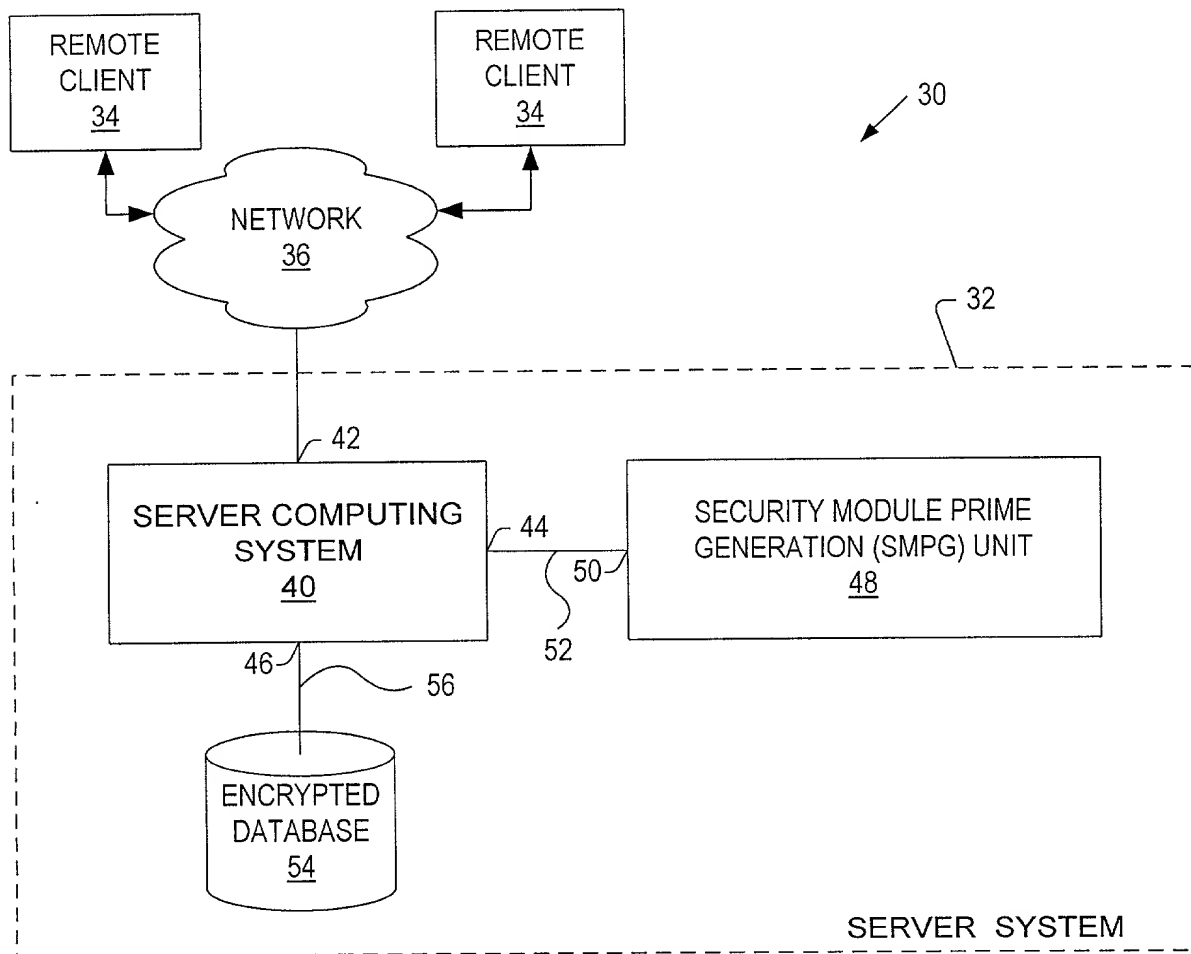 REMOTE
CLIENT
34
REMOTE
CLIENT
34
30
NETWORK
36
32
42
SERVER COMPUTING
SYSTEM
40
44
50
52
SECURITY MODULE PRIME
GENERATION (SMPG) UNIT
48
46
56
ENCRYPTED
DATABASE
54
SERVER SYSTEM